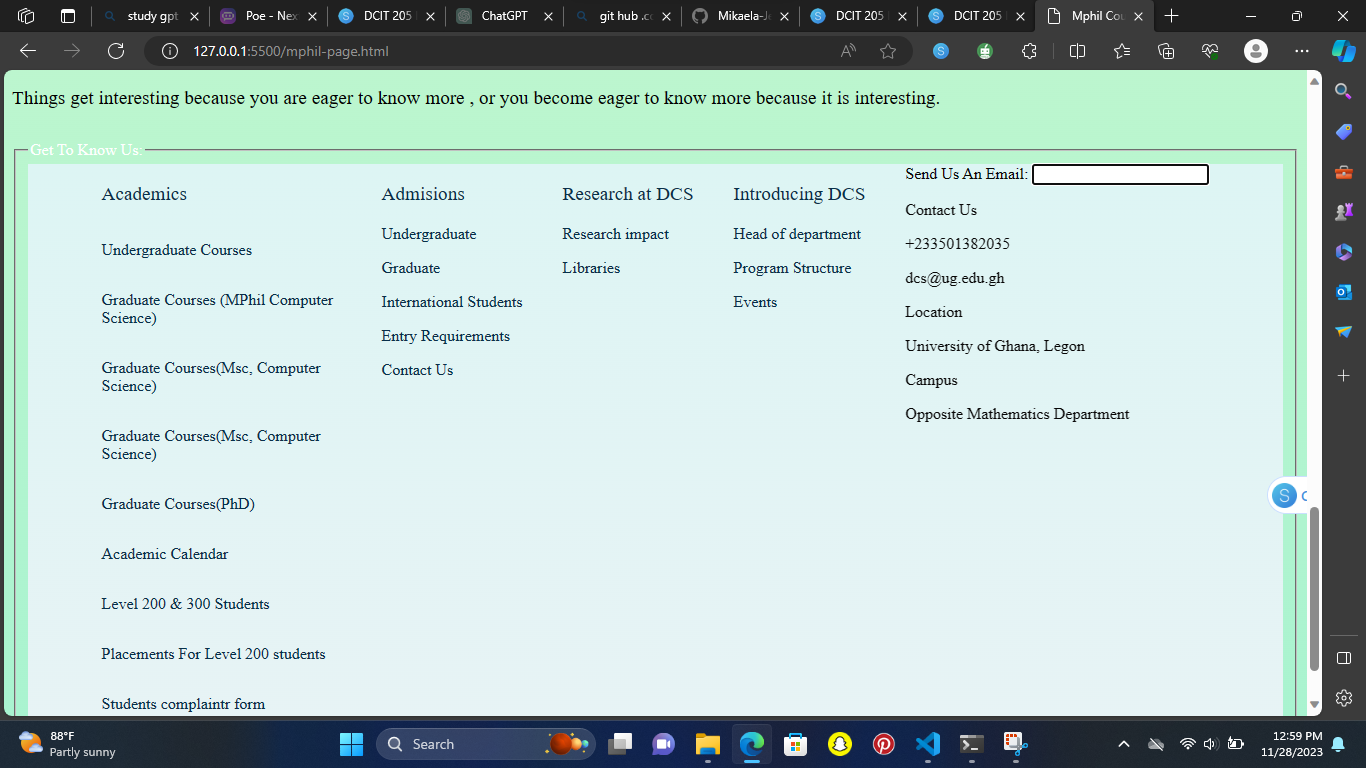 study gpt
Poe - Nex
DCIT 205
ChatGPT
git hub .cc
Mikaela-J
DCIT 205
DCIT 205
Mphil Cou
127.0.0.1:5500/mphil-page.html
Things get interesting because you are eager to know more , or you become eager to know more because it is interesting.
Get To Know Us:
Academics
Undergraduate Courses
Graduate Courses (MPhil Computer
Science)
Graduate Courses(Msc, Computer
Science)
Graduate Courses(Msc, Computer
Science)
Graduate Courses(PhD)
Academic Calendar
Level 200 & 300 Students
Placements For Level 200 students
Students complaintr form
Admisions
Undergraduate
Graduate
International Students
Entry Requirements
Contact Us
Research at DCS
Research impact
Libraries
Introducing DCS
Head of department
Program Structure
Events
Send Us An Email:
Contact Us
+233501382035
dcs@ug.edu.gh
Location
University of Ghana, Legon
Campus
Opposite Mathematics Department
88°F
Partly sunny
Search
12:59 PM
11/28/2023